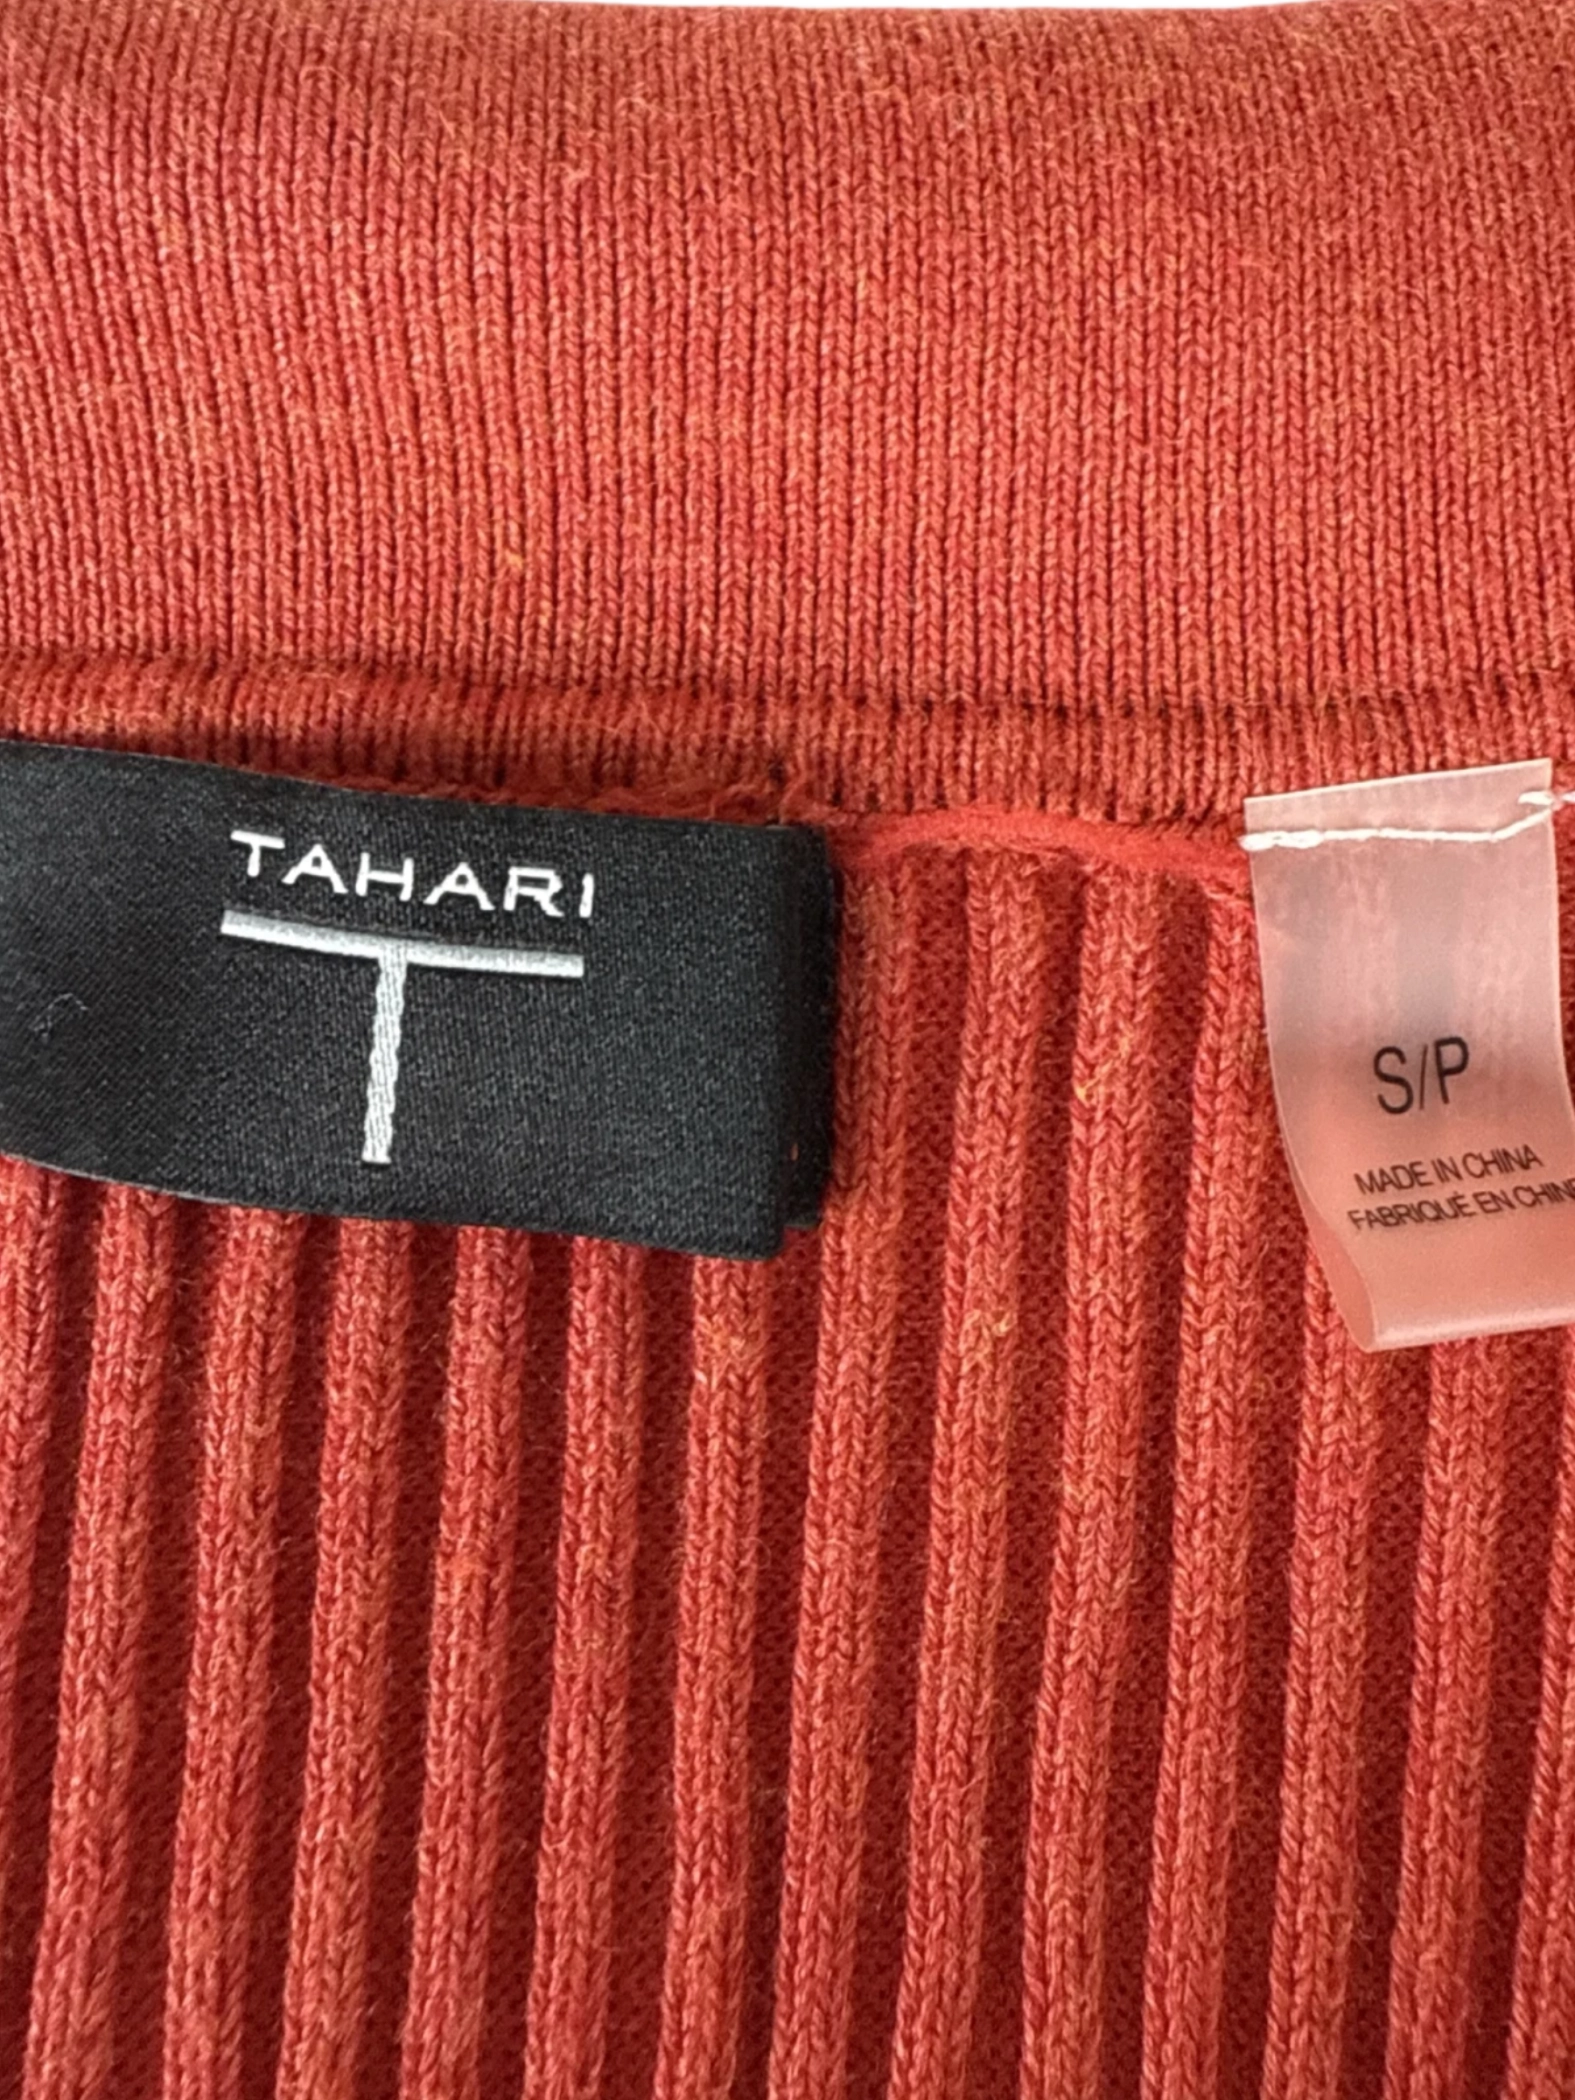 TAHARI
T
S/P
MADE IN CHINA
FABRIQUÉ EN CHINE